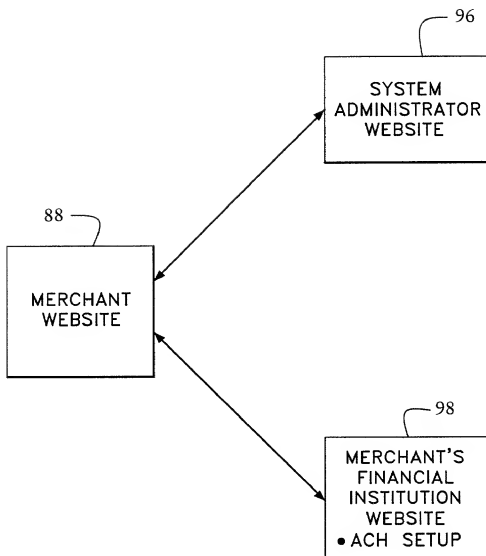 96
SYSTEM
ADMINISTRATOR
WEBSITE
88
MERCHANT
WEBSITE
98
MERCHANT'S
FINANCIAL
INSTITUTION
WEBSITE
• ACH SETUP